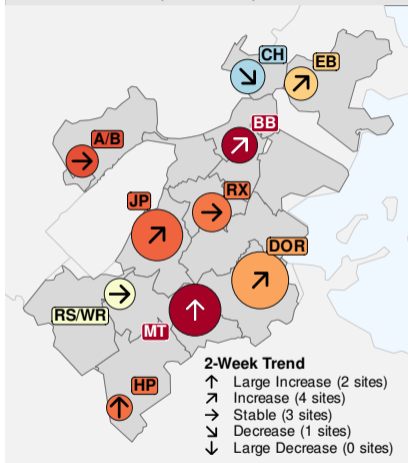 CH
EB
BB
A/B
RX
JP
DOR
RS/WR
MT
HP
2-Week Trend
↑ Large Increase (2 sites)
↗ Increase (4 sites)
→ Stable (3 sites)
↘ Decrease (1 sites)
↓ Large Decrease (0 sites)